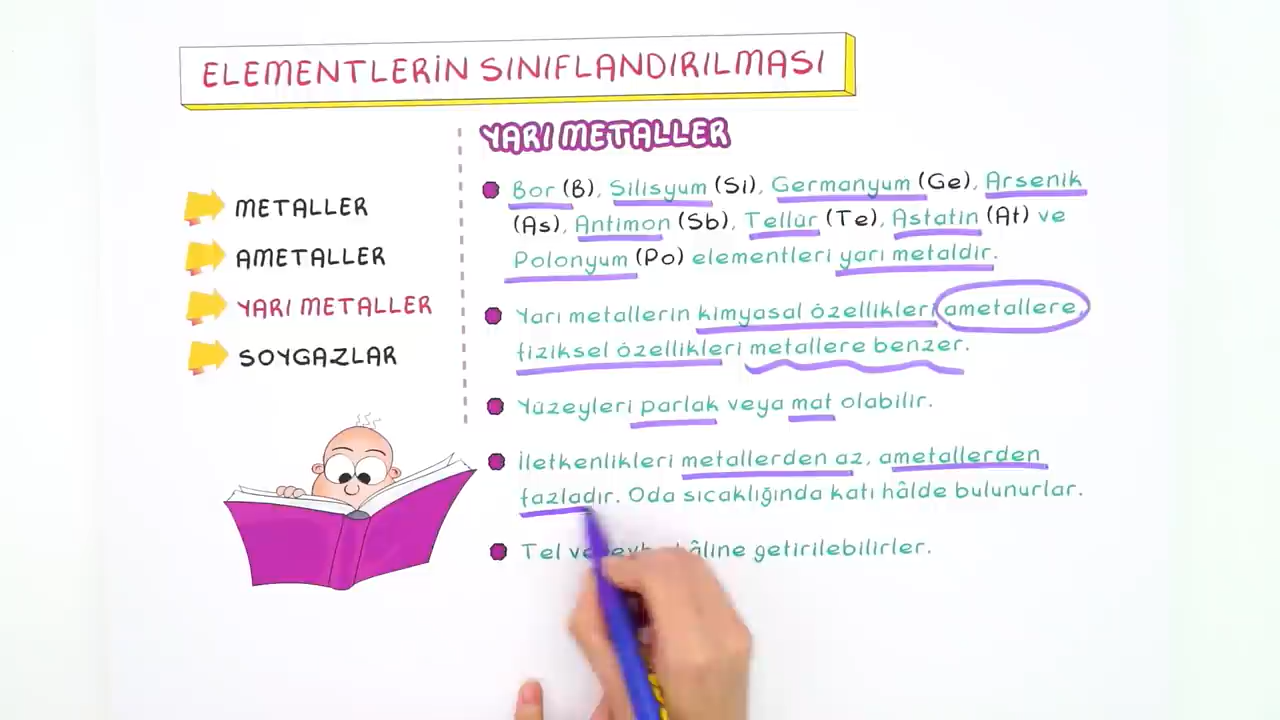 ELEMENTLERİN SINIFLANDIRILMASI
METALLER
AMETALLER
YARI METALLER
SOYGAZLAR
YARI METALLER
Bor (B), Silisyum (Si), Germanyum (Ge), Arsenik
(As), Antimon (Sb), Tellür (Te), Astatin (At) ve
Polonyum (Po) elementleri yarı metaldir.
Yarı metallerin kimyasal özellikleri ametallere,
fiziksel özellikleri metallere benzer.
Yüzeyleri parlak veya mat olabilir.
İletkenlikleri metallerden az, ametallerden
fazladır. Oda sıcaklığında katı hâlde bulunurlar.
Tel getirilebilirler.